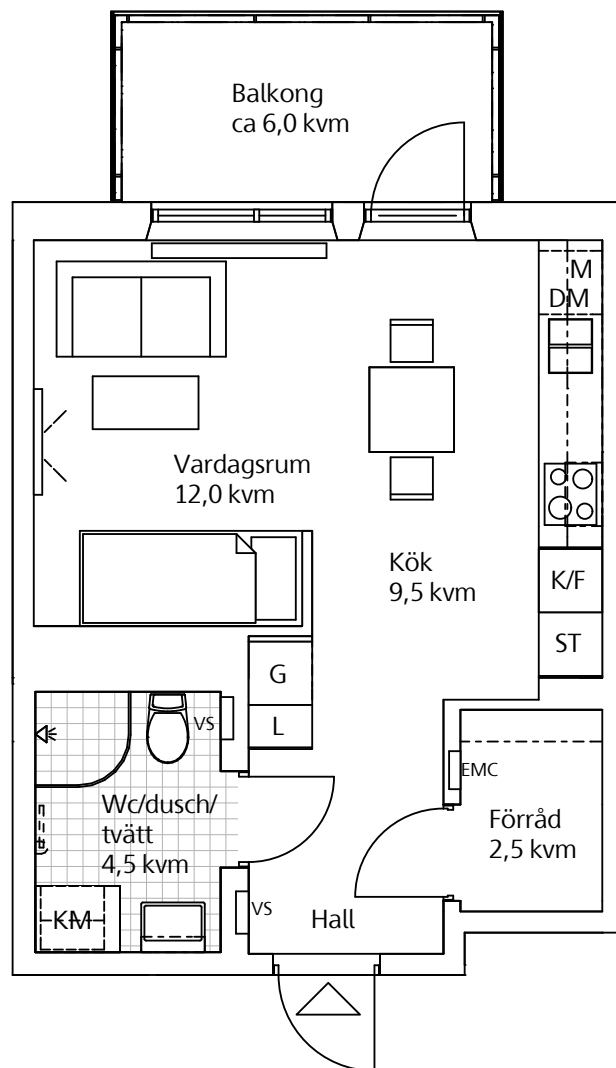 Balkong
ca 6,0 kvm
M
DM
Vardagsrum
12,0 kvm
Kök
9,5 kvm
K/F
ST
G
L
VS
EMC
Wc/dusch/
tvätt
4,5 kvm
Förråd
2,5 kvm
KM
VS
Hall